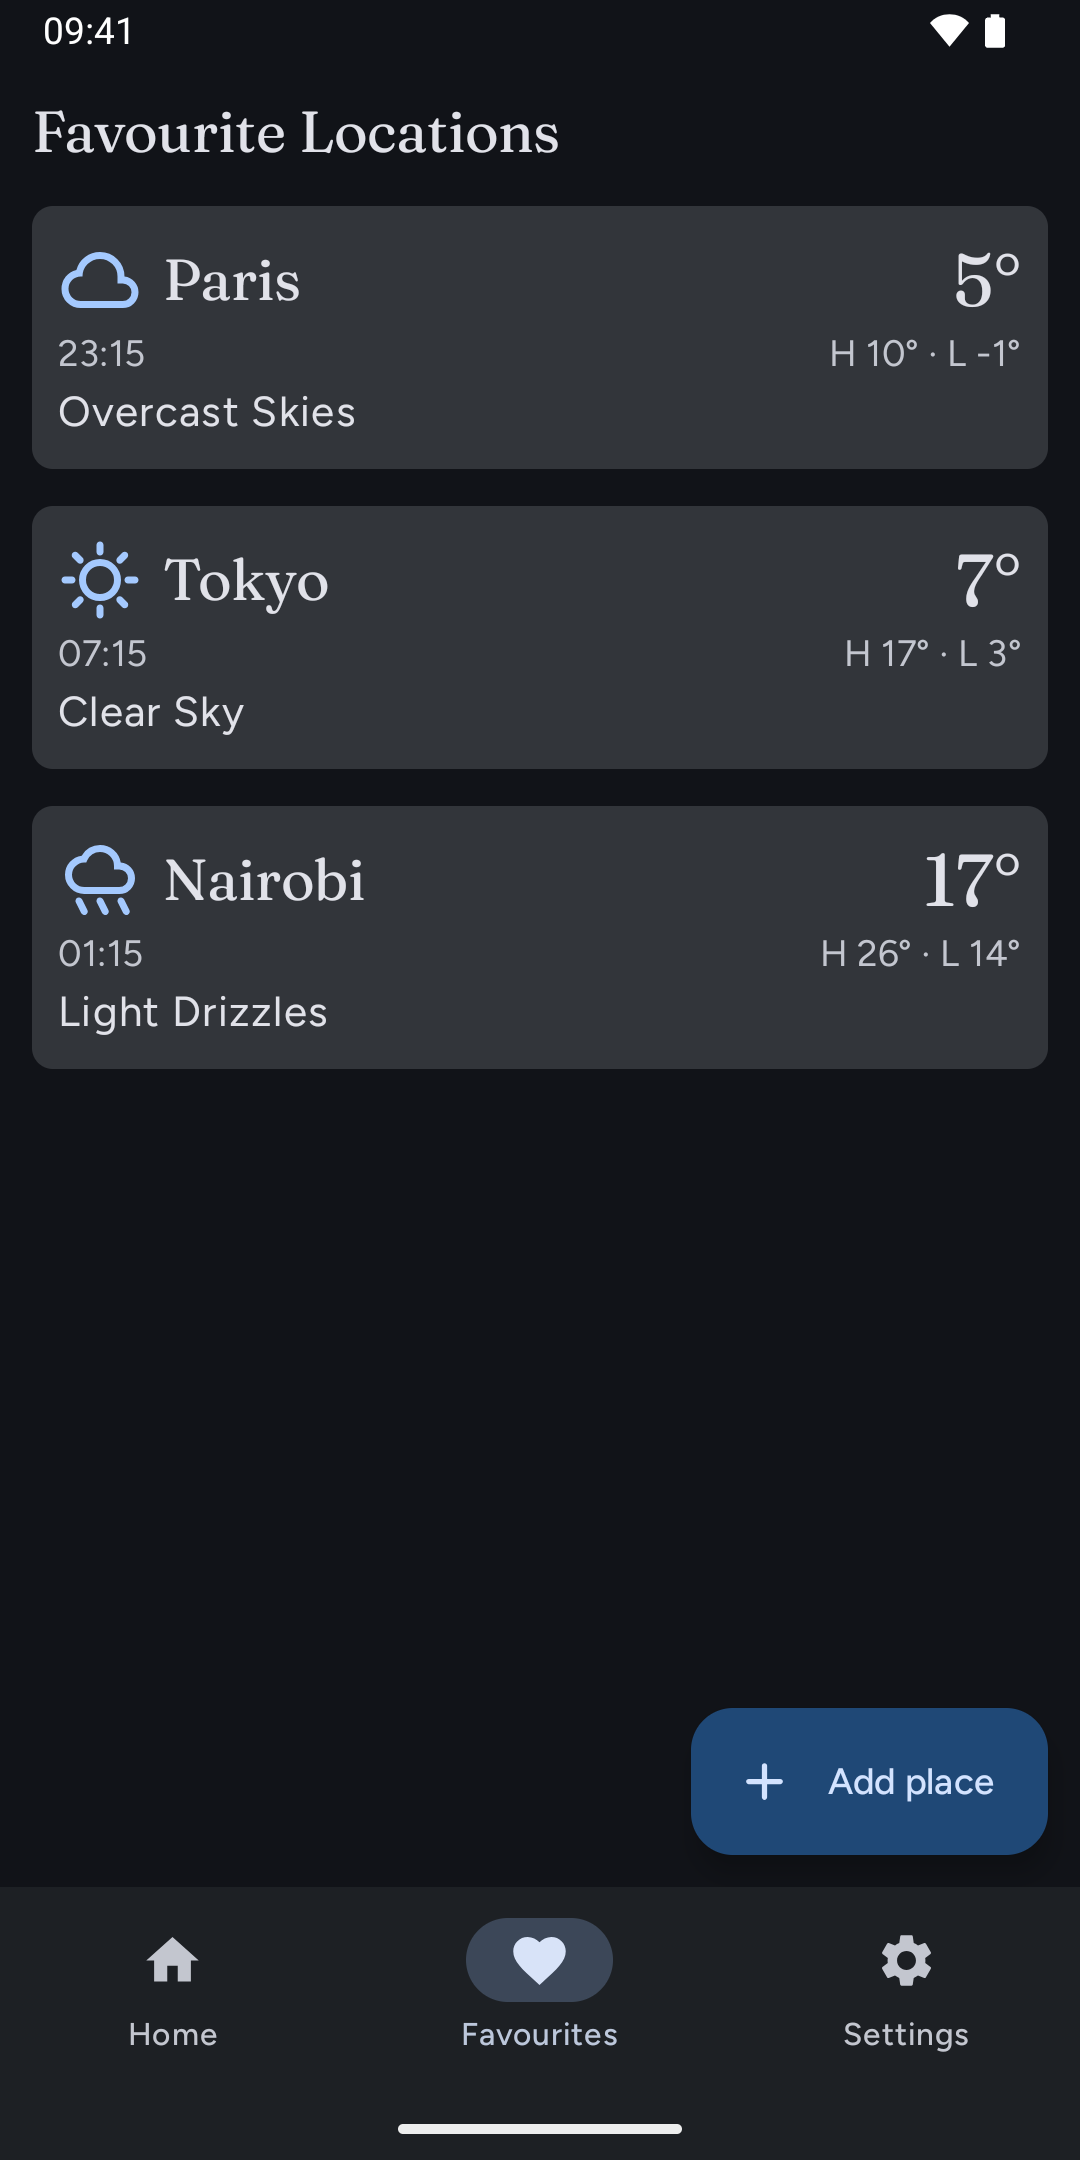 09:41
Favourite Locations
Paris
5°
23:15
H 10° · L -1°
Overcast Skies
Tokyo
7°
07:15
H 17° · L 3°
Clear Sky
Nairobi
17°
01:15
H 26° · L 14°
Light Drizzles
Add place
Home
Favourites
Settings